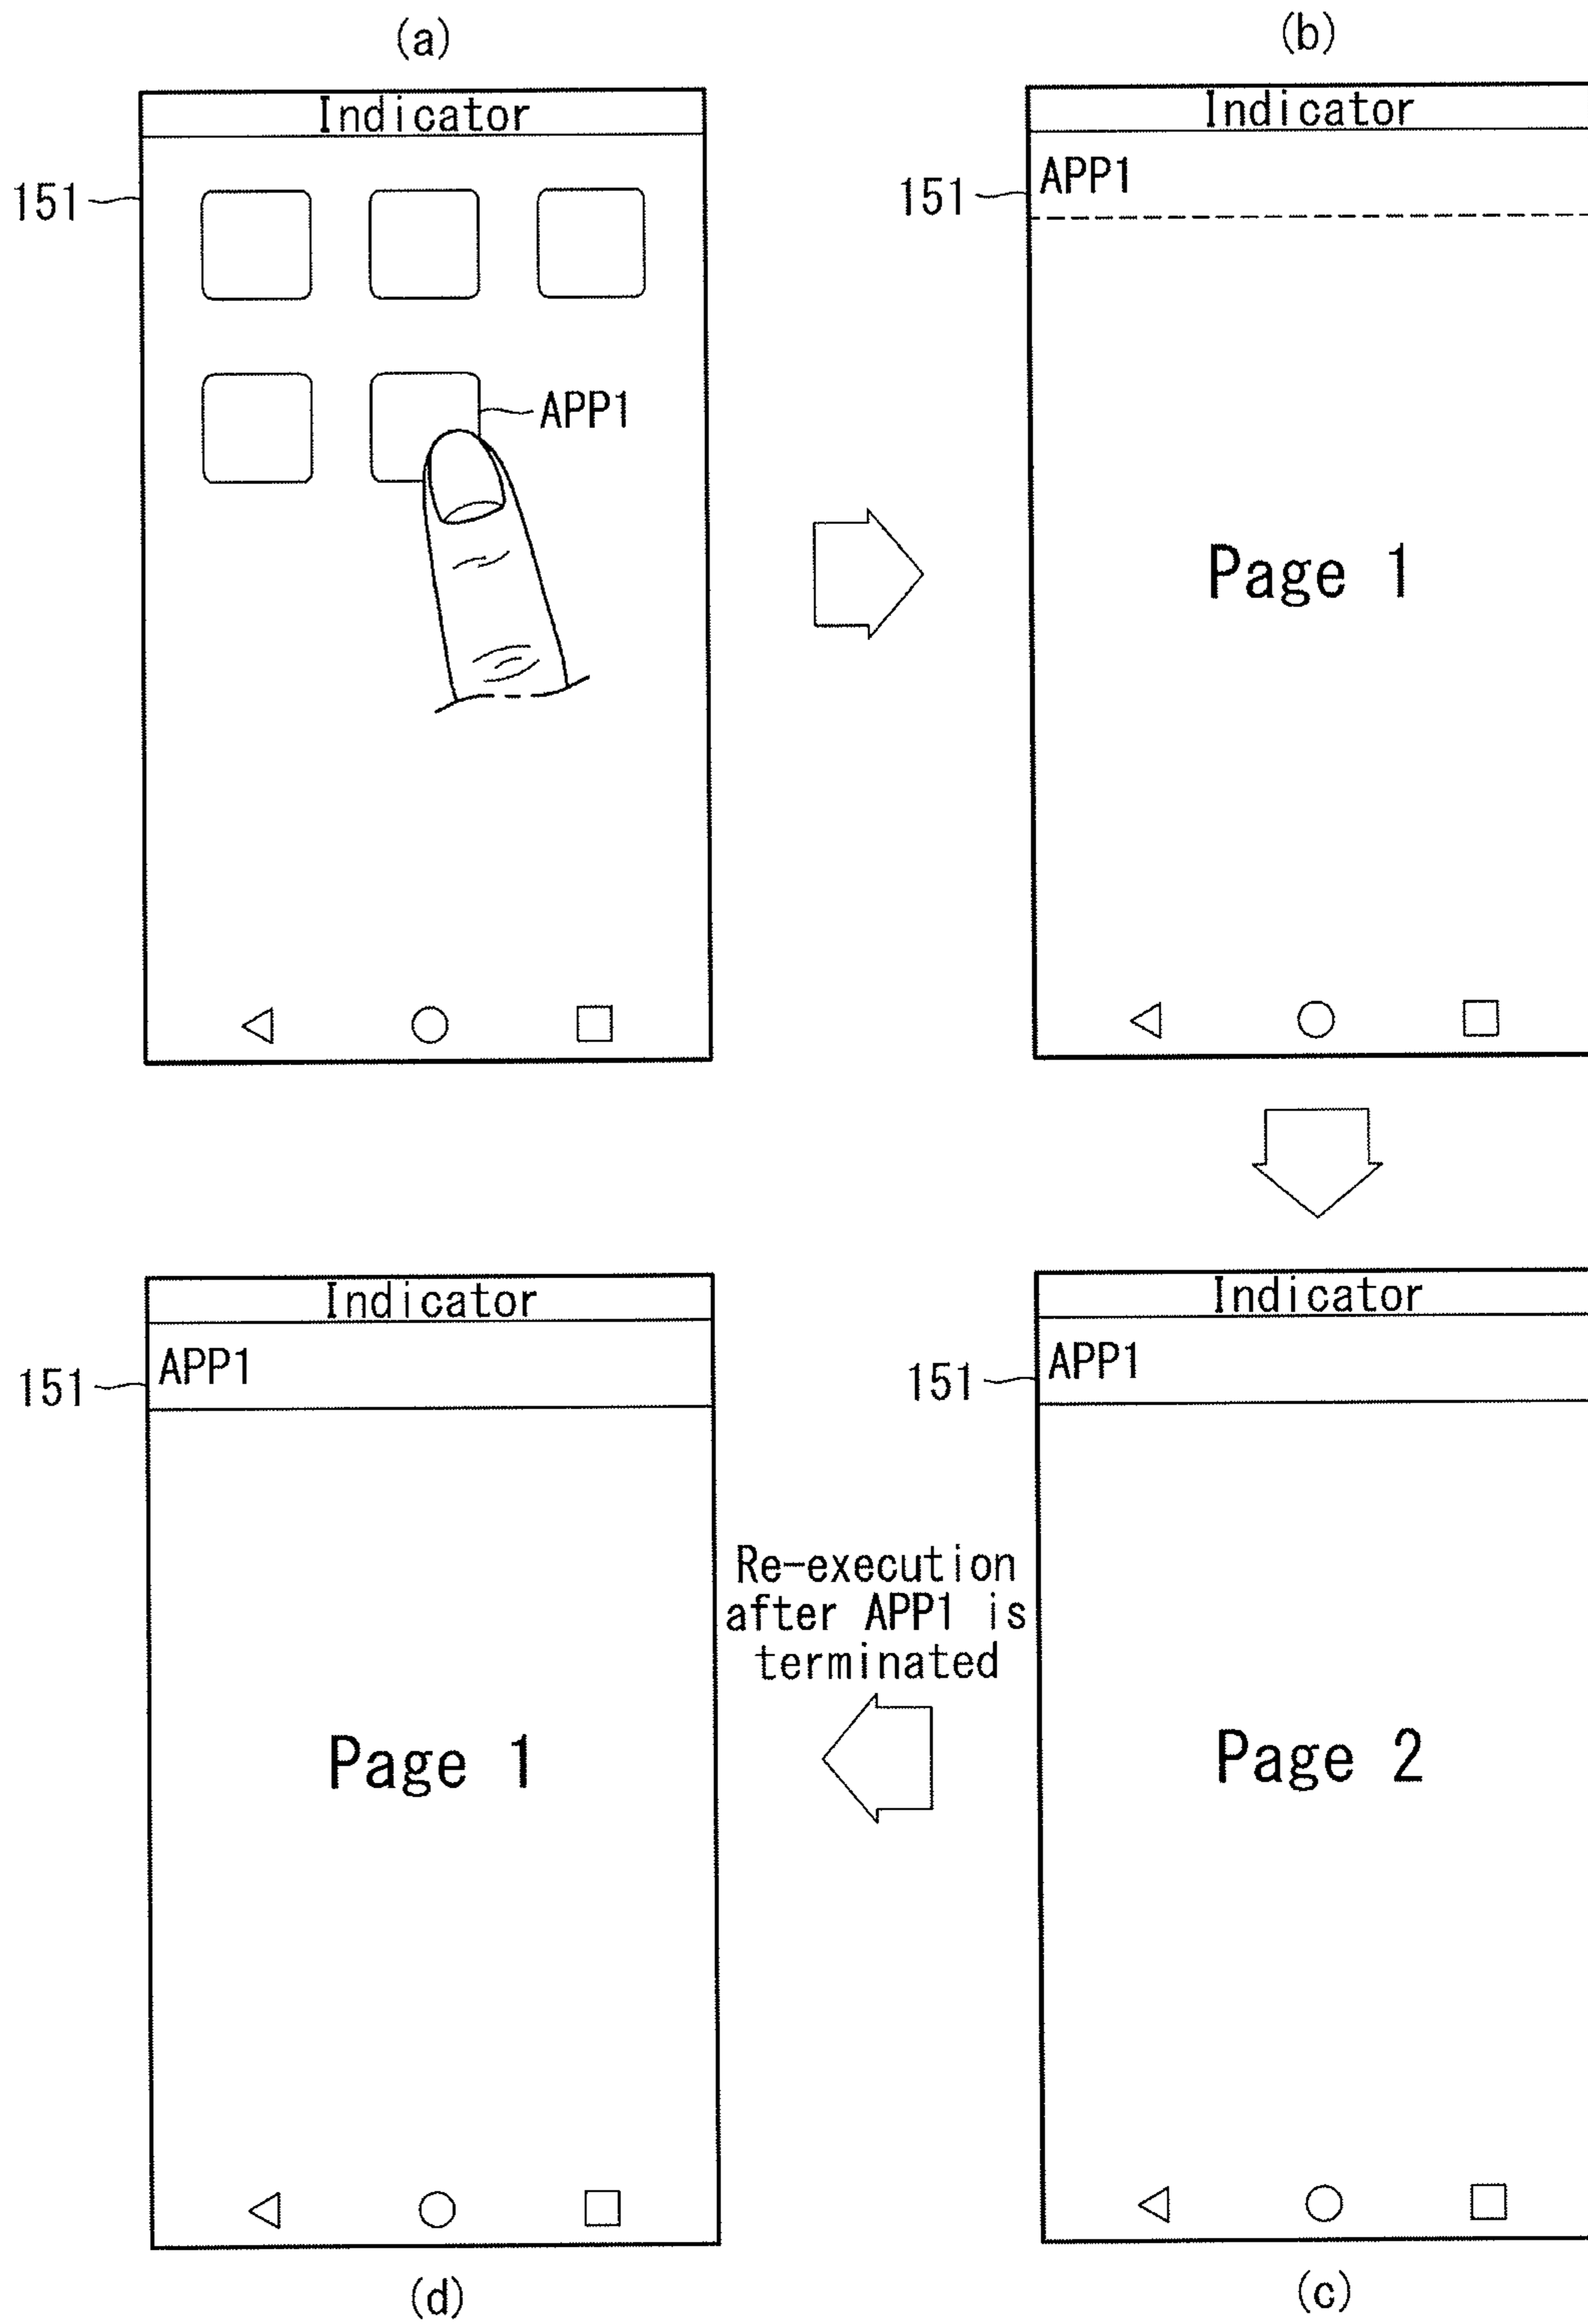 (a)
Indicator
151
APP1
(b)
Indicator
151
APP1
Page 1
Indicator
151
APP1
Page 2
(c)
Re-execution
after APP1 is
terminated
Indicator
151
APP1
Page 1
(d)